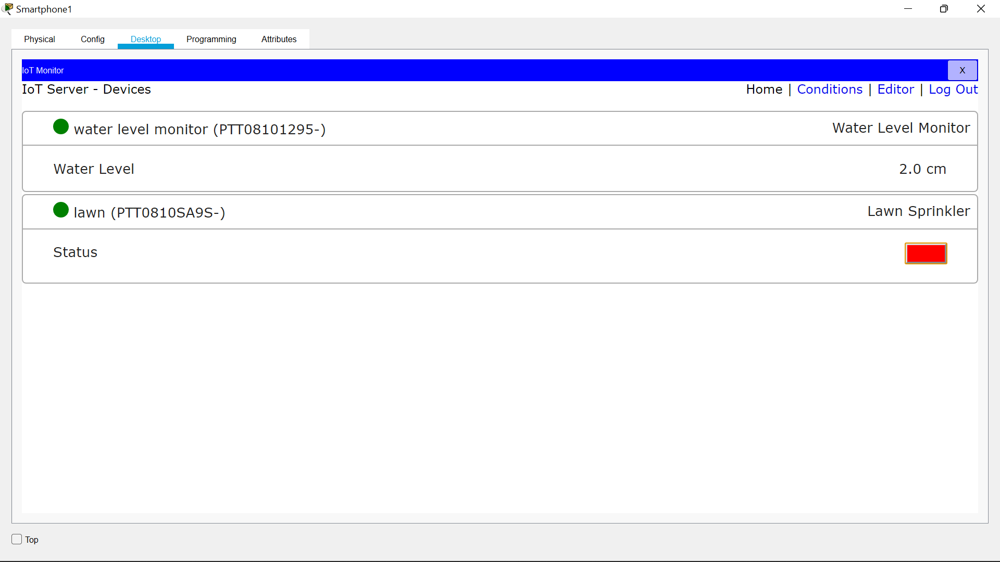 Smartphone1
Physical Config Desktop Programming Attributes
IoT Monitor X
IoT Server - Devices Home | Conditions | Editor | Log Out
water level monitor (PTT08101295-) Water Level Monitor
Water Level 2.0 cm
lawn (PTT0810SA9S-) Lawn Sprinkler
Status
Top